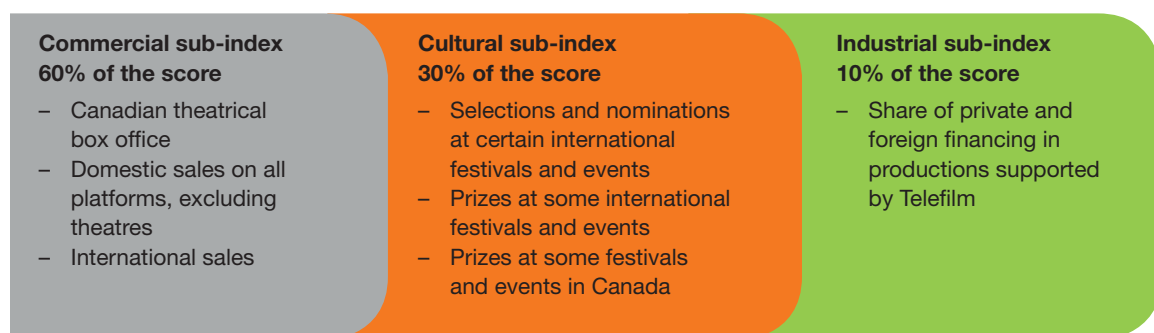 Commercial sub-index
60% of the score
– Canadian theatrical
box office
– Domestic sales on all
platforms, excluding
theatres
– International sales
Cultural sub-index
30% of the score
– Selections and nominations
at certain international
festivals and events
– Prizes at some international
festivals and events
– Prizes at some festivals
and events in Canada
Industrial sub-index
10% of the score
– Share of private and
foreign financing in
productions supported
by Telefilm